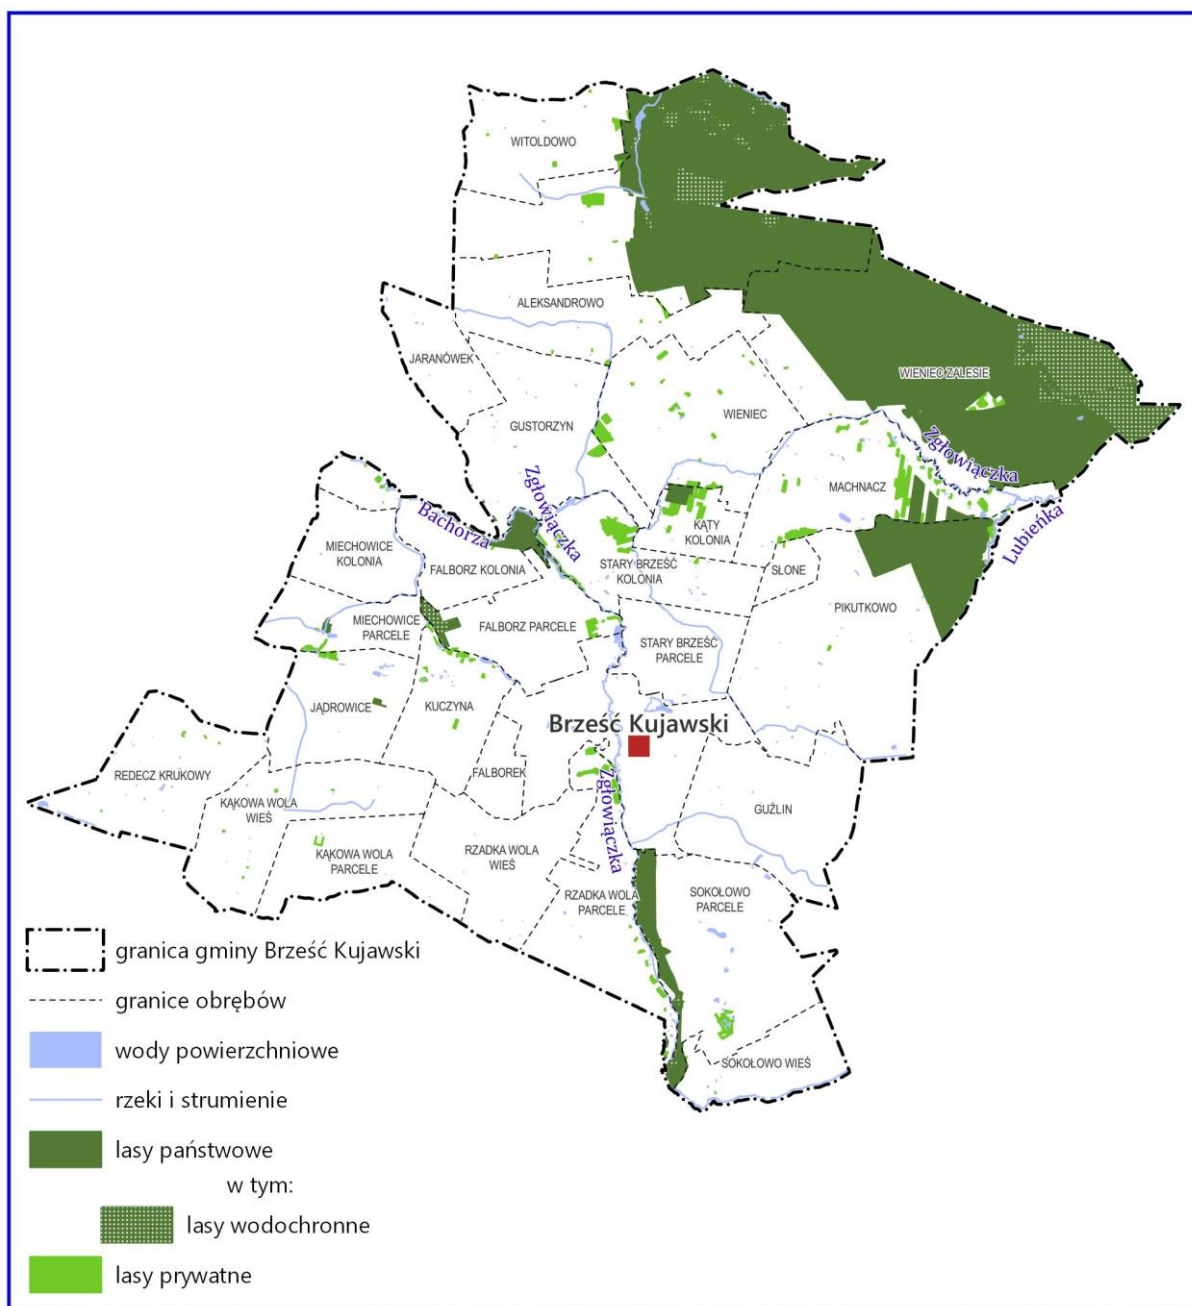 WITOLDOWO
ALEKSANDROWO
JARANÓWEK
WIENIEC ZALESIE
WIENIEC
GUSTORZYN
Zgłowiączka
Zgłowiączka
MACHNACZ
Bachorza
KĄTY
KOLONIA
Lubieńka
MIECHOWICE
KOLONIA
FALBORZ KOLONIA
STARY BRZEŚĆ
KOLONIA
SŁONE
PIKUTKOWO
MIECHOWICE
PARCELE
FALBORZ PARCELE
STARY BRZEŚĆ
PARCELE
JĄDROWICE
KUCZYNA
Brześć Kujawski
REDECZ KRUKOWY
FALBOREK
Zgłowiączka
KĄKOWA WOLA
WIEŚ
GUŹLIN
KĄKOWA WOLA
PARCELE
RZADKA WOLA
WIEŚ
RZADKA WOLA
PARCELE
SOKOŁOWO
PARCELE
SOKOŁOWO WIEŚ
granica gminy Brześć Kujawski
granice obrębów
wody powierzchniowe
rzeki i strumienie
lasy państwowe
w tym:
lasy wodochronne
lasy prywatne